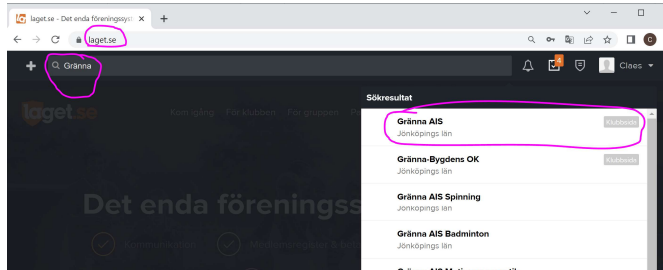 laget.se - Det enda föreningssyst
laget.se
Gränna
4
Claes
C
Sökresultat
laget.se
Kom igång För klubben För gruppen
Gränna AIS
Klubbsida
Jönköpings län
Gränna-Bygdens OK
Klubbsida
Jönköpings län
Gränna AIS Spinning
Jönköpings län
Det enda föreningss
Gränna AIS Badminton
Jönköpings län